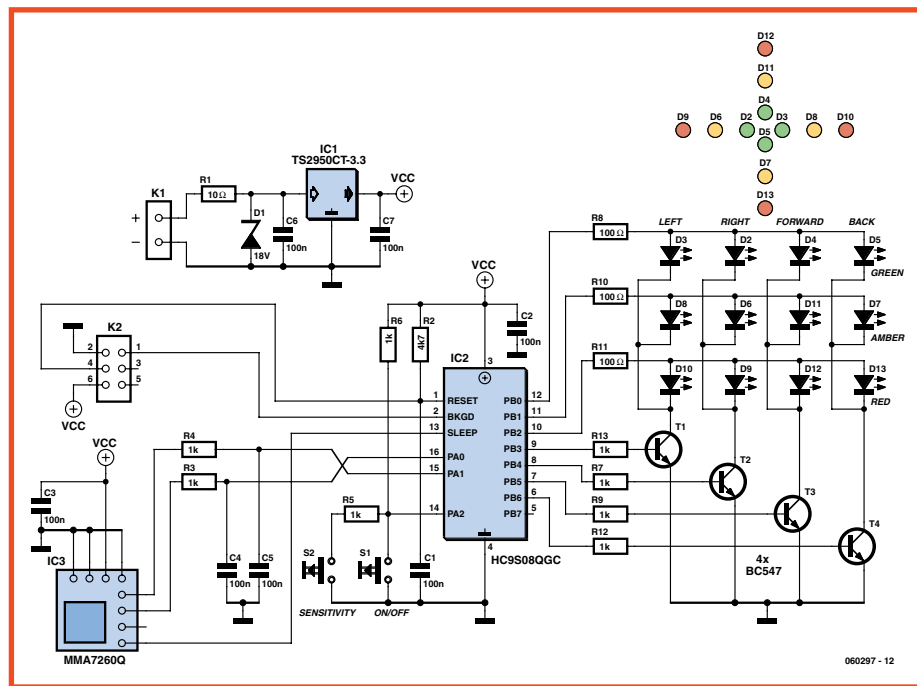 D12
D11
D4
D9 D6 D2 D3 D8 D10
D5
D7
D13
IC1
TS2950CT-3.3
VCC
K1
R1
10Ω
+
–
D1
18V
C6
100n
C7
100n
R8
100Ω
LEFT RIGHT FORWARD BACK
D3 D2 D4 D5
GREEN
VCC
R10
100Ω
D8 D6 D11 D7
AMBER
R11
100Ω
D10 D9 D12 D13
RED
K2
2 1
4 3
6 5
VCC
R6
1k
R2
4k7
C2
100n
IC2
3
1 RESET PB0 12
2 BKGD PB1 11
13 SLEEP PB2 10
PB3 9
16 PA0 PB4 8
15 PA1 PB5 7
PB6 6
14 PA2 PB7 5
4
HC9S08QGC
VCC
R4
1k
R3
1k
R5
1k
R13
1k
R7
1k
R9
1k
R12
1k
T1
T2
T3
T4
4x
BC547
C3
100n
IC3
C4
100n
C5
100n
S2
SENSITIVITY
S1
ON/OFF
C1
100n
MMA7260Q
060297 - 12